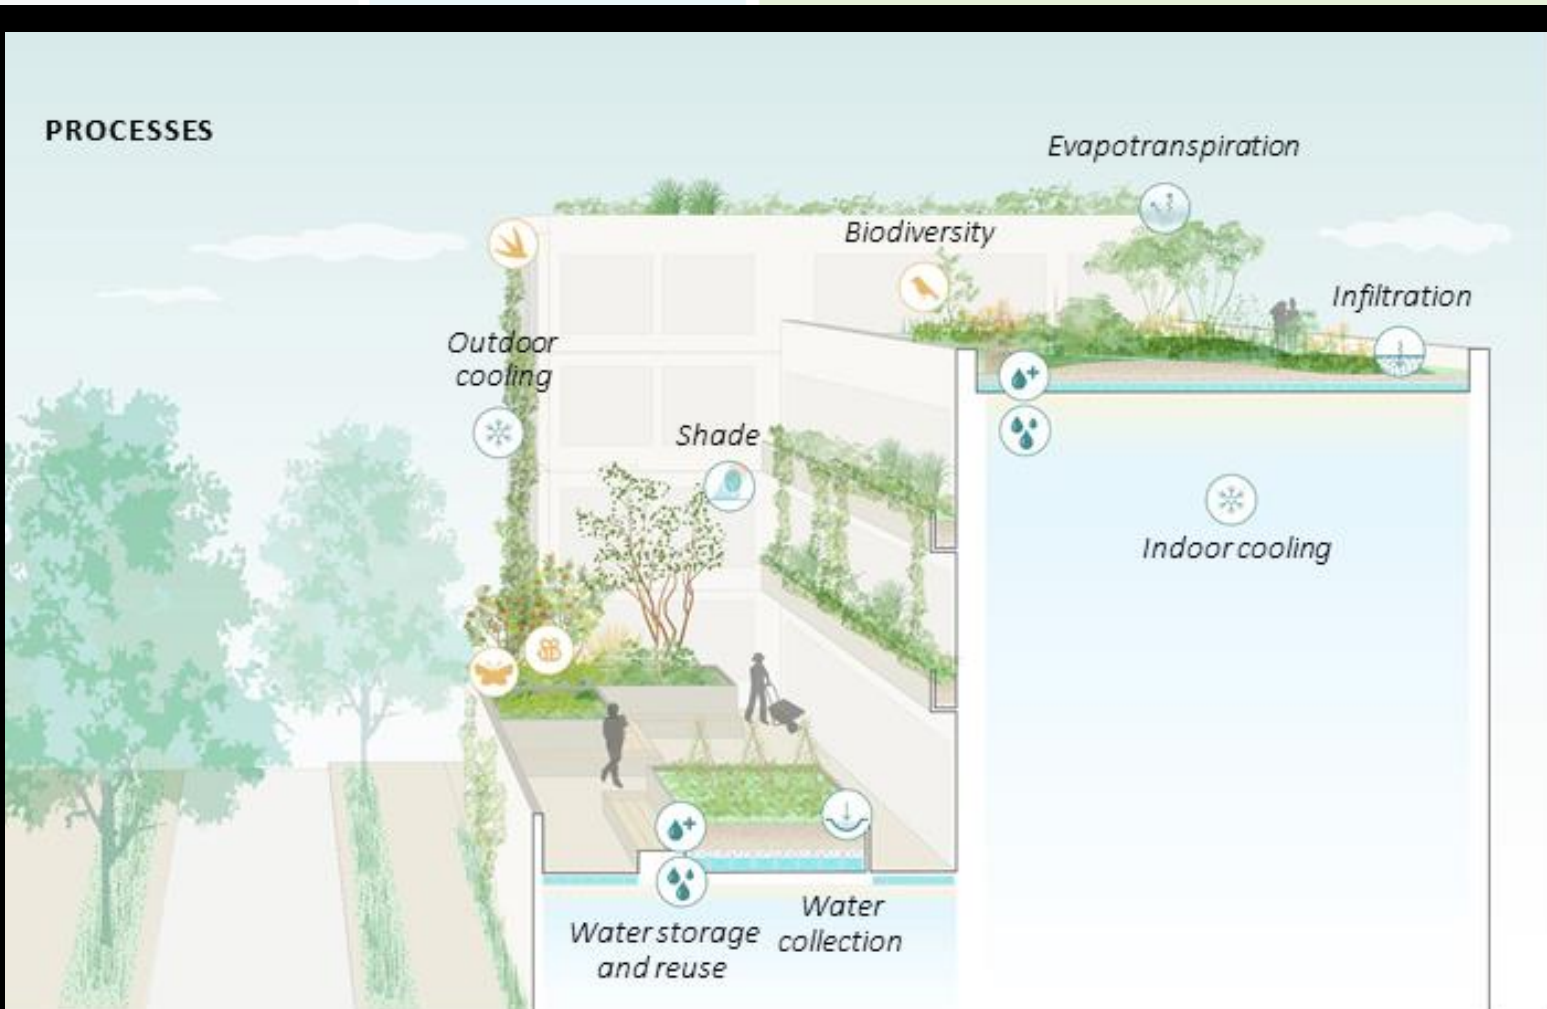 PROCESSES
Evapotranspiration
Biodiversity
Infiltration
Outdoor
cooling
Shade
Indoor cooling
Water storage
and reuse
Water
collection